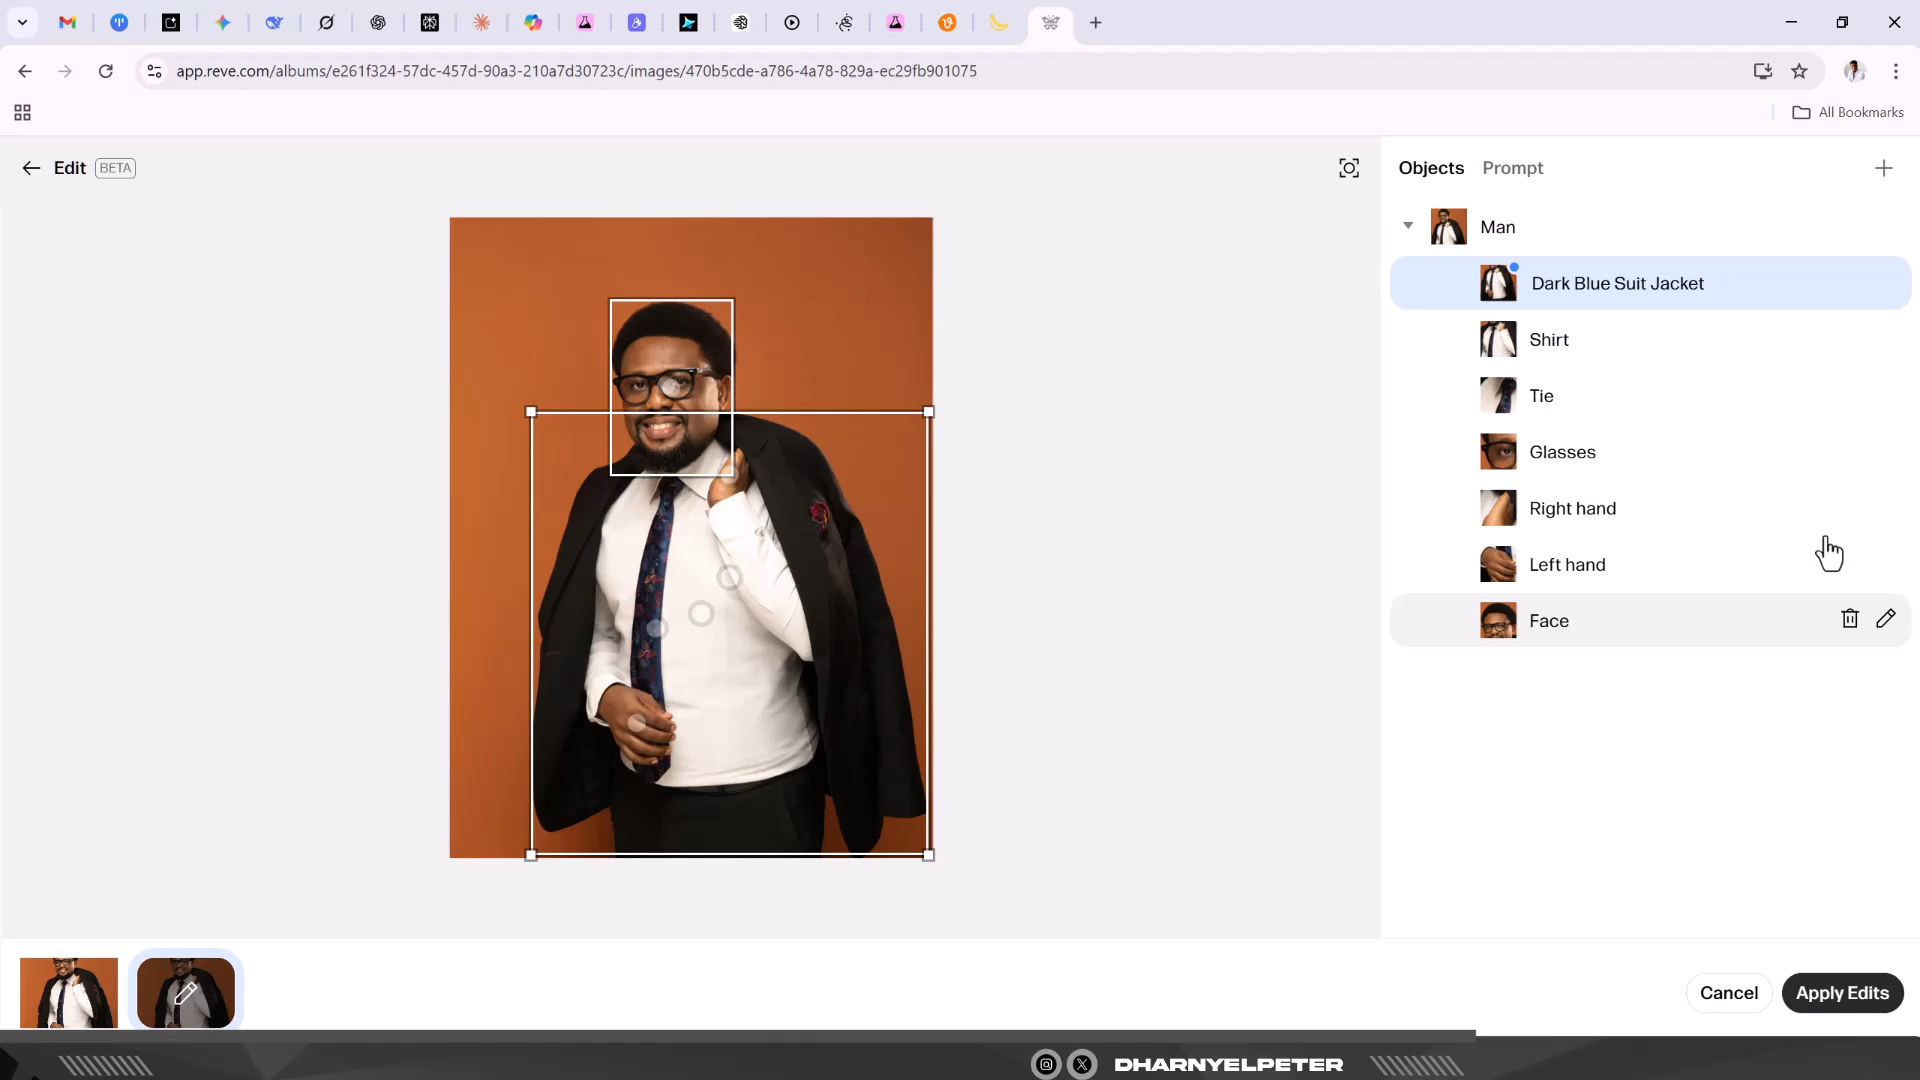 app.reve.com/albums/e261f324-57dc-457d-90a3-210a7d30723c/images/470b5cde-a786-4a78-829a-ec29fb901075
All Bookmarks
Edit BETA
Objects Prompt
Man
Dark Blue Suit Jacket
Shirt
Tie
Glasses
Right hand
Left hand
Face
Cancel Apply Edits
DHARNYELPETER